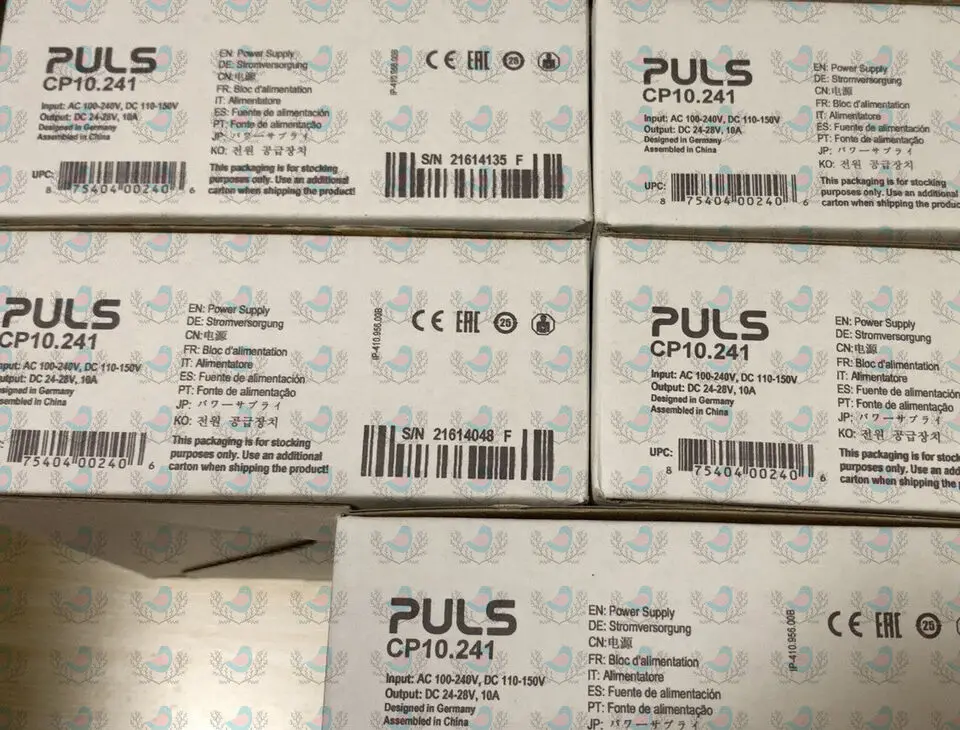 PULS
CP10.241
Input: AC 100-240V, DC 110-150V
Output: DC 24-28V, 10A
Designed in Germany
Assembled in China
UPC:
8 75404 00240 6
EN: Power Supply
DE: Stromversorgung
CN:电源
FR: Bloc d'alimentation
IT: Alimentatore
ES: Fuente de alimentación
PT: Fonte de alimentação
JP: パワーサプライ
KO: 전원 공급장치
This packaging is for stocking
purposes only. Use an additional
carton when shipping the product!
IP-410.956.00B
CE EAC 25
S/N 21614135 F
PULS
CP10.241
Input: AC 100-240V, DC 110-150V
Output: DC 24-28V, 10A
Designed in Germany
Assembled in China
UPC:
8 75404 00240 6
EN: Power Supply
DE: Stromversorgung
CN:电源
FR: Bloc d'alimentation
IT: Alimentatore
ES: Fuente de alimentación
PT: Fonte de alimentação
JP: パワーサプライ
KO: 전원 공급장치
This packaging is for stocking
purposes only. Use an additional
carton when shipping the produc
PULS
CP10.241
nput: AC 100-240V, DC 110-150V
utput: DC 24-28V, 10A
esigned in Germany
ssembled in China
75404 00240 6
EN: Power Supply
DE: Stromversorgung
CN:电源
FR: Bloc d'alimentation
IT: Alimentatore
ES: Fuente de alimentación
PT: Fonte de alimentação
JP: パワーサプライ
KO: 전원 공급장치
This packaging is for stocking
purposes only. Use an additional
carton when shipping the product!
IP-410.956.00B
CE EAC 25
S/N 21614048 F
PULS
CP10.241
Input: AC 100-240V, DC 110-150V
Output: DC 24-28V, 10A
Designed in Germany
Assembled in China
UPC:
8 75404 00240 6
EN: Power Supply
DE: Stromversorgung
CN:电源
FR: Bloc d'alimentation
IT: Alimentatore
ES: Fuente de alimentación
PT: Fonte de alimentação
JP: パワーサプライ
KO: 전원 공급장치
This packaging is for stocking
purposes only. Use an add
carton when shipping the p
PULS
CP10.241
Input: AC 100-240V, DC 110-150V
Output: DC 24-28V, 10A
Designed in Germany
Assembled in China
EN: Power Supply
DE: Stromversorgung
CN:电源
FR: Bloc d'alimentation
IT: Alimentatore
ES: Fuente de alimentación
PT: Fonte de alimentação
JP: パワーサプライ
IP-410.956.00B
CE EAC 25